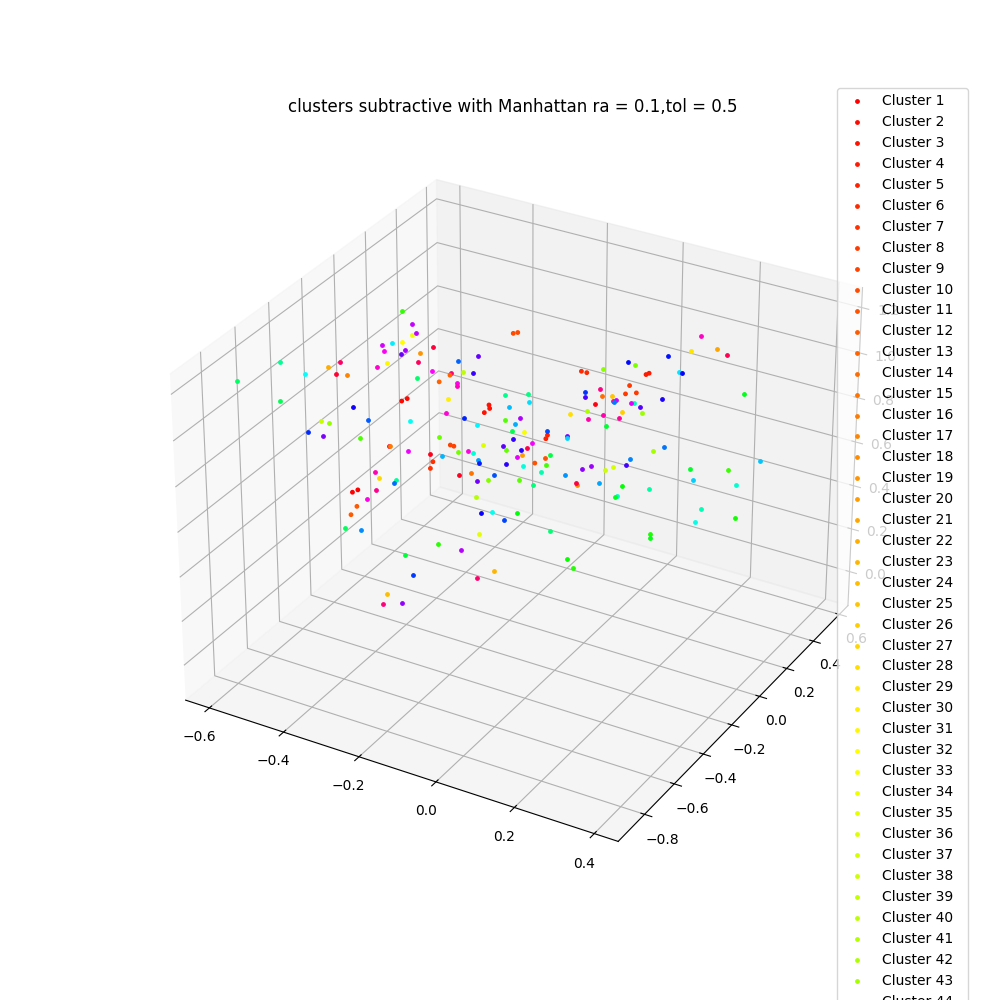 clusters subtractive with Manhattan ra = 0.1,tol = 0.5
Cluster 1
Cluster 2
Cluster 3
Cluster 4
Cluster 5
Cluster 6
Cluster 7
Cluster 8
Cluster 9
Cluster 10
Cluster 11
Cluster 12
Cluster 13
Cluster 14
Cluster 15
Cluster 16
Cluster 17
Cluster 18
Cluster 19
Cluster 20
Cluster 21
Cluster 22
Cluster 23
Cluster 24
Cluster 25
Cluster 26
Cluster 27
Cluster 28
Cluster 29
Cluster 30
Cluster 31
Cluster 32
Cluster 33
Cluster 34
Cluster 35
Cluster 36
Cluster 37
Cluster 38
Cluster 39
Cluster 40
Cluster 41
Cluster 42
Cluster 43
Cluster 44
1.0
0.8
0.6
0.4
0.2
0.0
0.6
0.4
0.2
0.0
−0.2
−0.4
−0.6
−0.8
−0.6
−0.4
−0.2
0.0
0.2
0.4